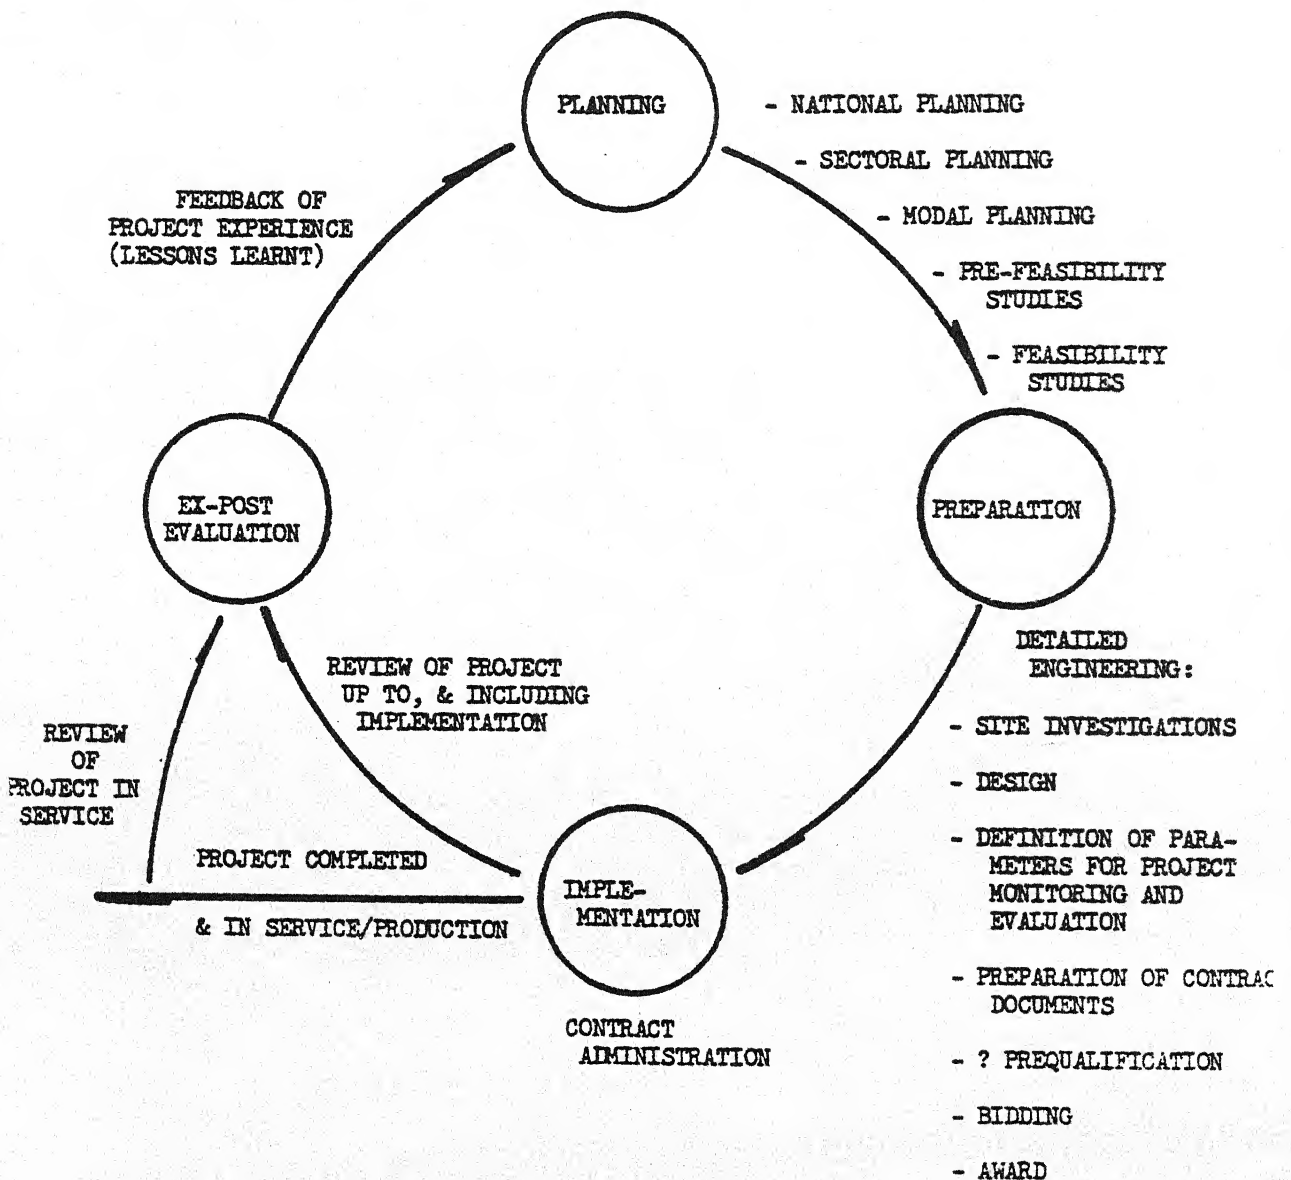 PLANNING
- NATIONAL PLANNING
- SECTORAL PLANNING
- MODAL PLANNING
- PRE-FEASIBILITY
STUDIES
- FEASIBILITY
STUDIES
FEEDBACK OF
PROJECT EXPERIENCE
(LESSONS LEARNT)
EX-POST
EVALUATION
PREPARATION
DETAILED
ENGINEERING:
- SITE INVESTIGATIONS
- DESIGN
- DEFINITION OF PARA-
METERS FOR PROJECT
MONITORING AND
EVALUATION
- PREPARATION OF CONTRAC
DOCUMENTS
- ? PREQUALIFICATION
- BIDDING
- AWARD
REVIEW OF PROJECT
UP TO, & INCLUDING
IMPLEMENTATION
REVIEW
OF
PROJECT IN
SERVICE
PROJECT COMPLETED
& IN SERVICE/PRODUCTION
IMPLE-
MENTATION
CONTRACT
ADMINISTRATION